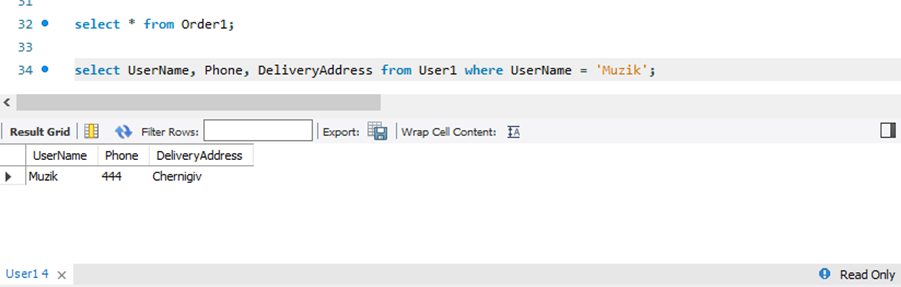 31
32 select * from Order1;
33
34 select UserName, Phone, DeliveryAddress from User1 where UserName = 'Muzik';
Result Grid Filter Rows: Export: Wrap Cell Content:
UserName Phone DeliveryAddress
Muzik 444 Chernigiv
User1 4 Read Only